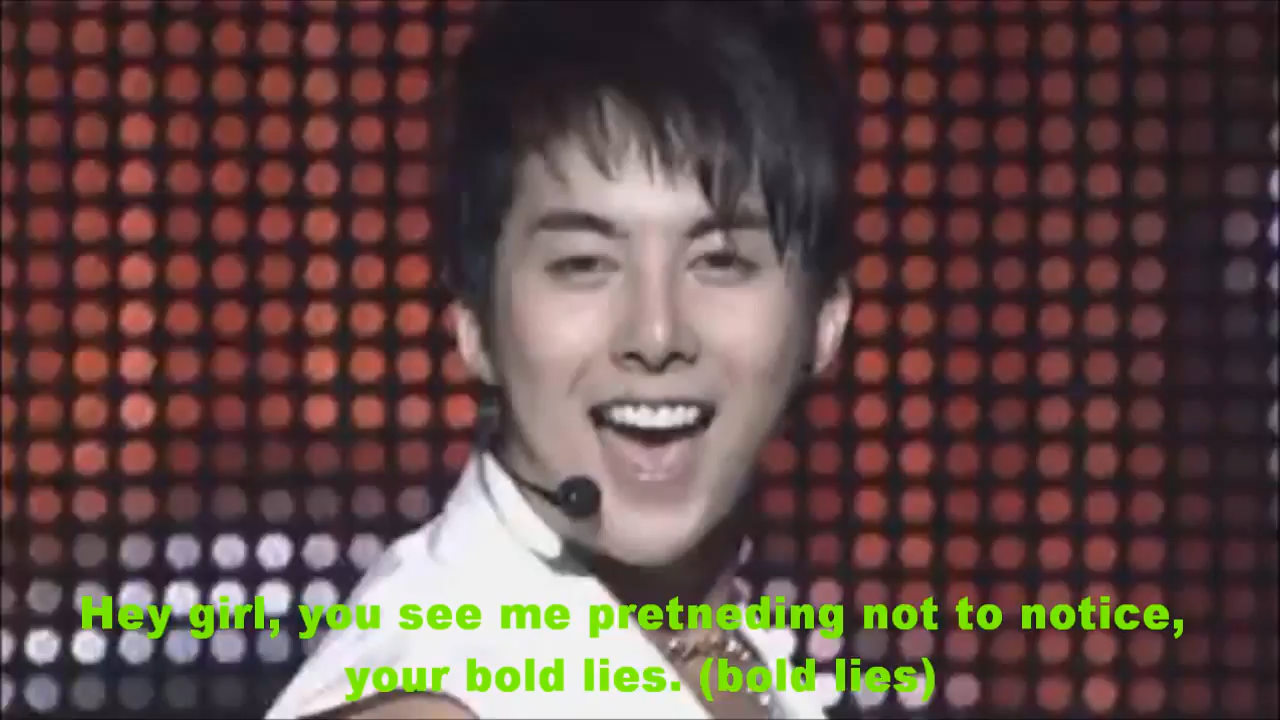 Hey girl, you see me pretneding not to notice,
your bold lies. (bold lies)